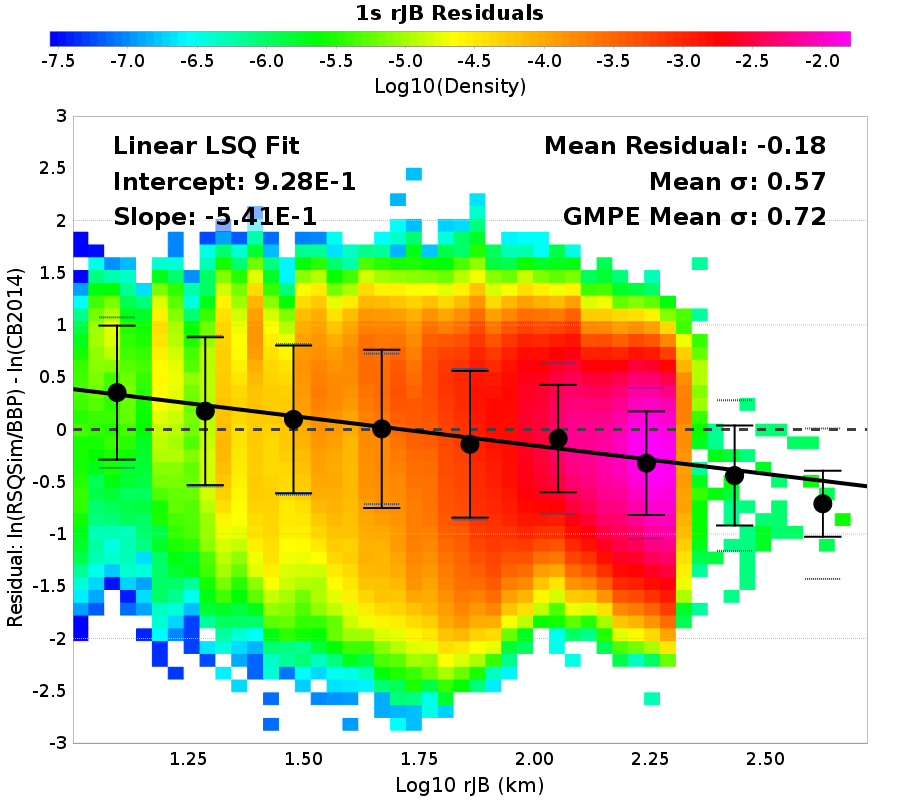 1s rJB Residuals
-7.5 -7.0 -6.5 -6.0 -5.5 -5.0 -4.5 -4.0 -3.5 -3.0 -2.5 -2.0
Log10(Density)
Linear LSQ Fit
Intercept: 9.28E-1
Slope: -5.41E-1
Mean Residual: -0.18
Mean σ: 0.57
GMPE Mean σ: 0.72
Residual: ln(RSQSim/BBP) - ln(CB2014)
3
2.5
2
1.5
1
0.5
0
-0.5
-1
-1.5
-2
-2.5
-3
1.25 1.50 1.75 2.00 2.25 2.50
Log10 rJB (km)